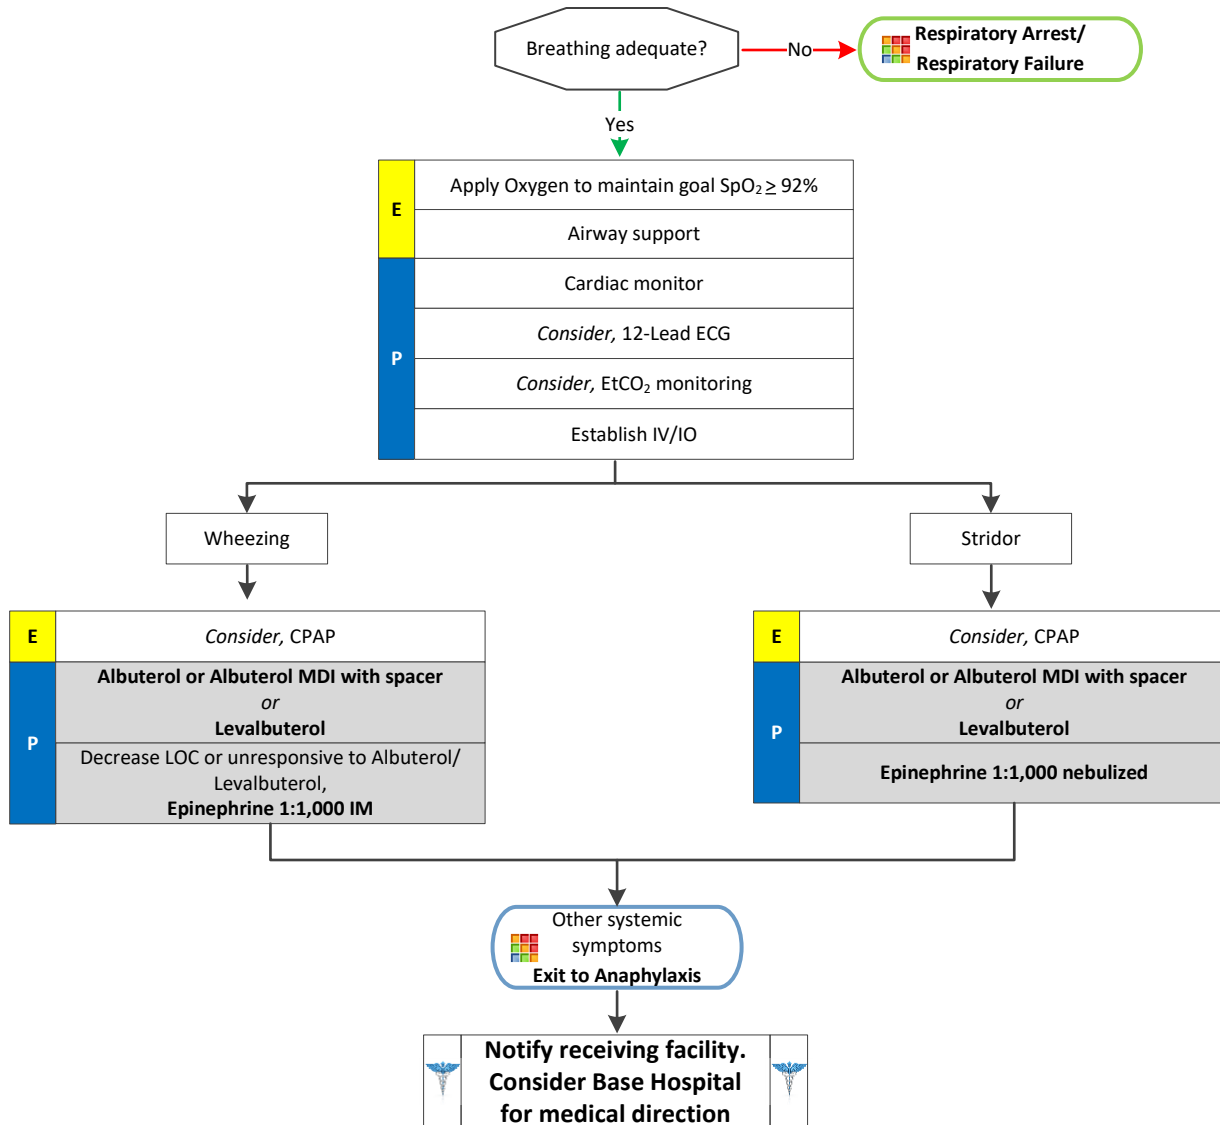 Breathing adequate?
No
Respiratory Arrest/
Respiratory Failure
Yes
E
Apply Oxygen to maintain goal SpO₂ ≥ 92%
Airway support
P
Cardiac monitor
Consider, 12-Lead ECG
Consider, EtCO₂ monitoring
Establish IV/IO
Wheezing
Stridor
E
Consider, CPAP
P
Albuterol or Albuterol MDI with spacer
or
Levalbuterol
Decrease LOC or unresponsive to Albuterol/
Levalbuterol,
Epinephrine 1:1,000 IM
E
Consider, CPAP
P
Albuterol or Albuterol MDI with spacer
or
Levalbuterol
Epinephrine 1:1,000 nebulized
Other systemic
symptoms
Exit to Anaphylaxis
Notify receiving facility.
Consider Base Hospital
for medical direction